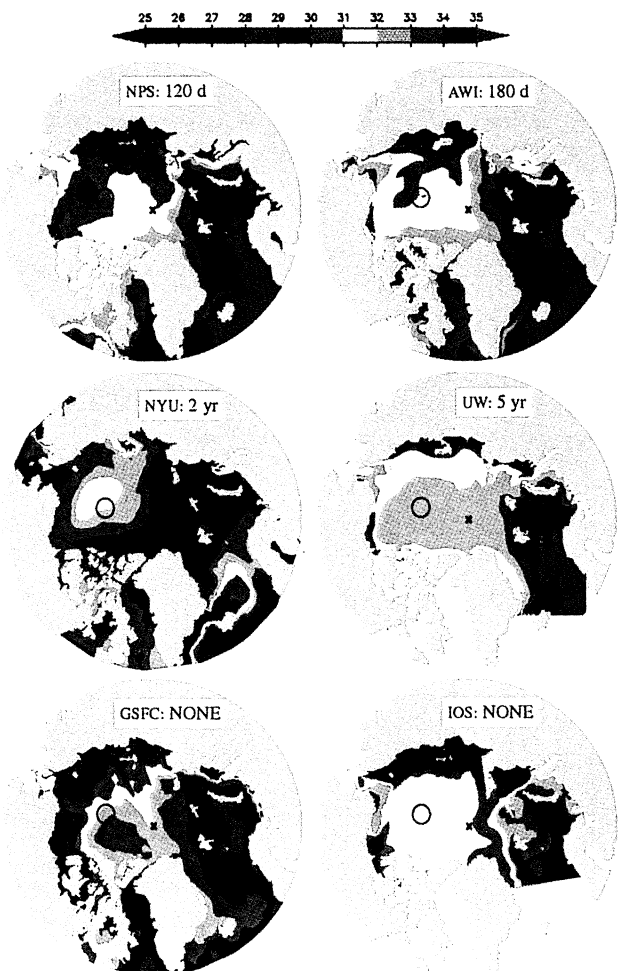 25 26 27 28 29 30 31 32 33 34 35
NPS: 120 d
AWI: 180 d
NYU: 2 yr
UW: 5 yr
GSFC: NONE
IOS: NONE